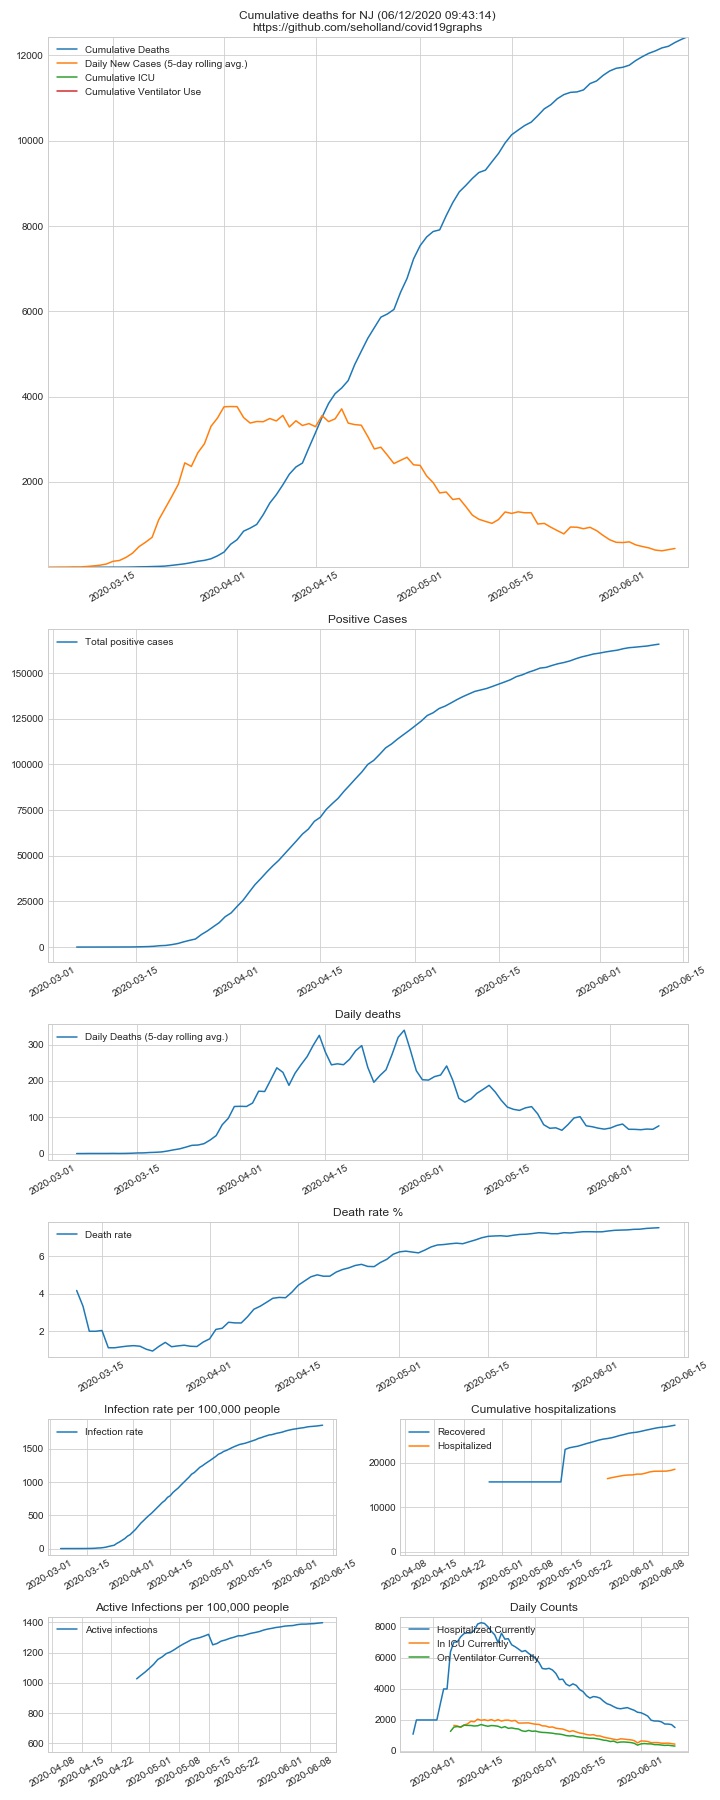 Cumulative deaths for NJ (06/12/2020 09:43:14)
https://github.com/seholland/covid19graphs
Cumulative Deaths
Daily New Cases (5-day rolling avg.)
Cumulative ICU
Cumulative Ventilator Use
12000
10000
8000
6000
4000
2000
2020-03-15 2020-04-01 2020-04-15 2020-05-01 2020-05-15 2020-06-01
Positive Cases
Total positive cases
150000
125000
100000
75000
50000
25000
0
2020-03-01 2020-03-15 2020-04-01 2020-04-15 2020-05-01 2020-05-15 2020-06-01 2020-06-15
Daily deaths
Daily Deaths (5-day rolling avg.)
300
200
100
0
2020-03-01 2020-03-15 2020-04-01 2020-04-15 2020-05-01 2020-05-15 2020-06-01
Death rate %
Death rate
6
4
2
2020-03-15 2020-04-01 2020-04-15 2020-05-01 2020-05-15 2020-06-01 2020-06-15
Infection rate per 100,000 people
Infection rate
1500
1000
500
0
2020-03-01 2020-03-15 2020-04-01 2020-04-15 2020-05-01 2020-05-15 2020-06-01 2020-06-15
Cumulative hospitalizations
Recovered
Hospitalized
20000
10000
0
2020-04-08 2020-04-15 2020-04-22 2020-05-01 2020-05-08 2020-05-15 2020-05-22 2020-06-01 2020-06-08
Active Infections per 100,000 people
Active infections
1400
1200
1000
800
600
2020-04-08 2020-04-15 2020-04-22 2020-05-01 2020-05-08 2020-05-15 2020-05-22 2020-06-01 2020-06-08
Daily Counts
Hospitalized Currently
In ICU Currently
On Ventilator Currently
8000
6000
4000
2000
0
2020-04-01 2020-04-15 2020-05-01 2020-05-15 2020-06-01